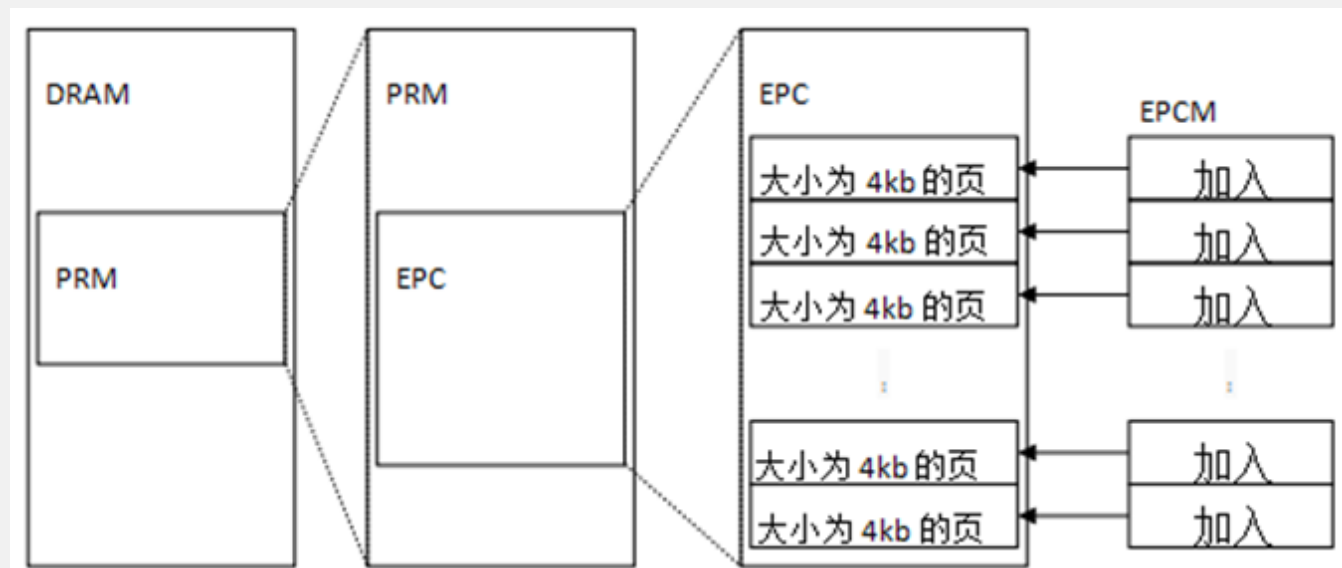 DRAM
PRM
PRM
EPC
EPC
大小为 4kb 的页
大小为 4kb 的页
大小为 4kb 的页
:
大小为 4kb 的页
大小为 4kb 的页
EPCM
加入
加入
加入
:
加入
加入